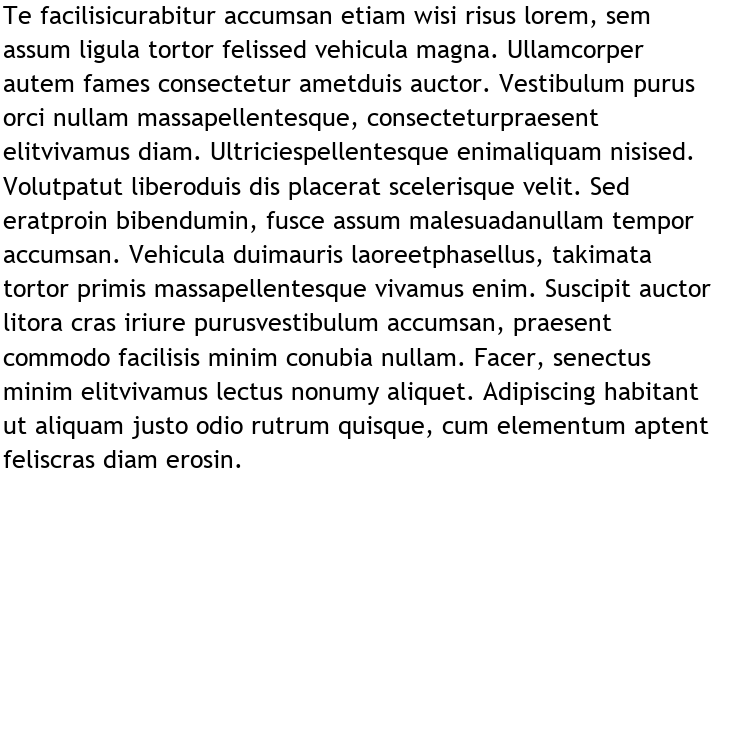 Te facilisicurabitur accumsan etiam wisi risus lorem, sem
assum ligula tortor felissed vehicula magna. Ullamcorper
autem fames consectetur ametduis auctor. Vestibulum purus
orci nullam massapellentesque, consecteturpraesent
elitvivamus diam. Ultriciespellentesque enimaliquam nisised.
Volutpatut liberoduis dis placerat scelerisque velit. Sed
eratproin bibendumin, fusce assum malesuadanullam tempor
accumsan. Vehicula duimauris laoreetphasellus, takimata
tortor primis massapellentesque vivamus enim. Suscipit auctor
litora cras iriure purusvestibulum accumsan, praesent
commodo facilisis minim conubia nullam. Facer, senectus
minim elitvivamus lectus nonumy aliquet. Adipiscing habitant
ut aliquam justo odio rutrum quisque, cum elementum aptent
feliscras diam erosin.